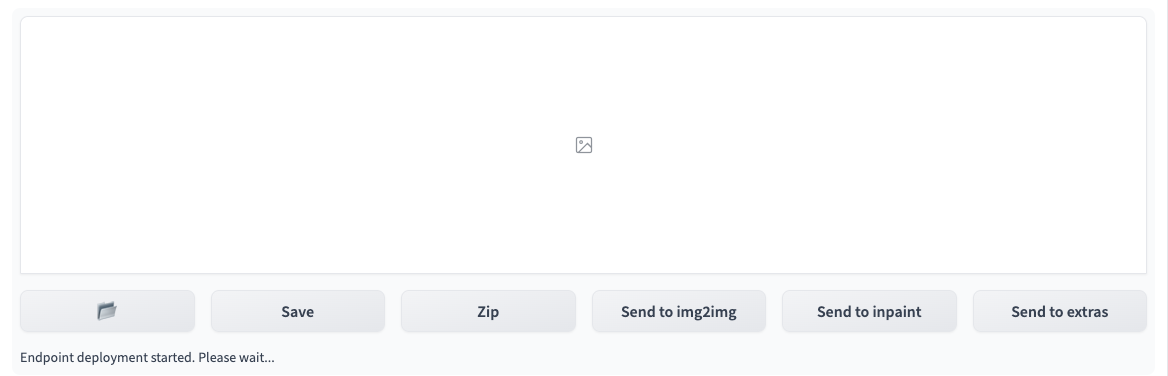 Save
Zip
Send to img2img
Send to inpaint
Send to extras
Endpoint deployment started. Please wait...